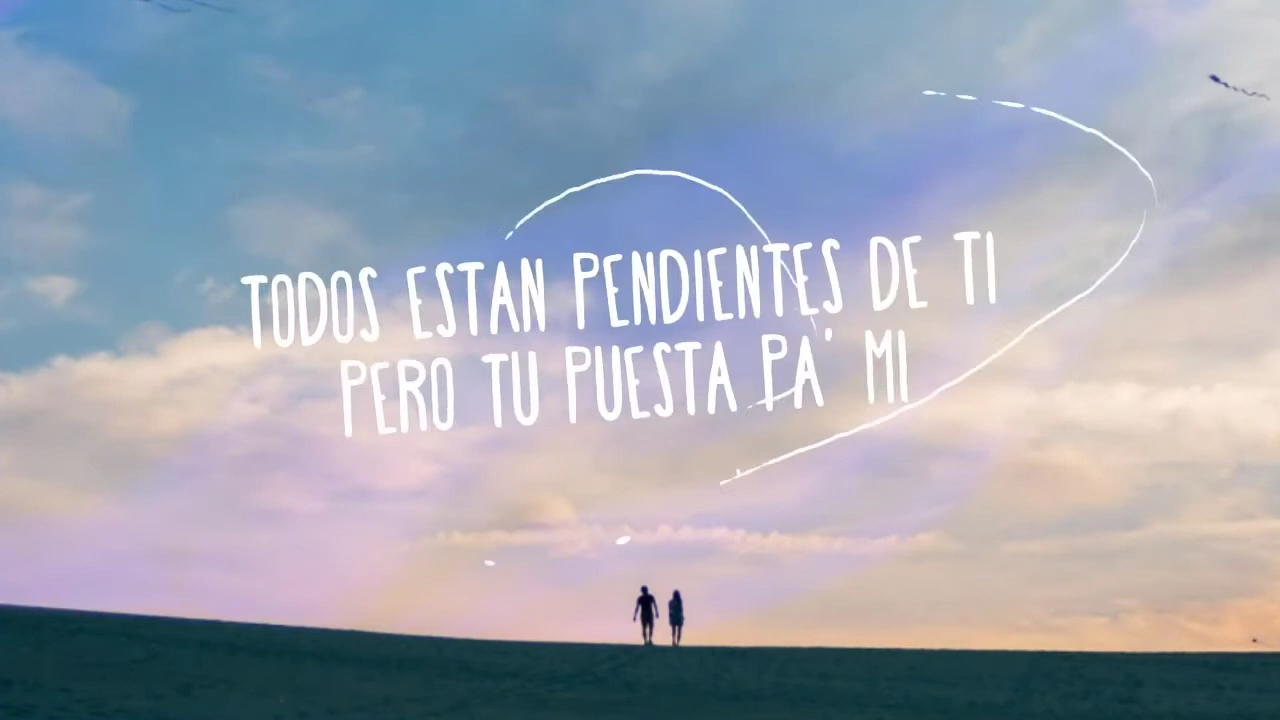 TODOS ESTAN PENDIENTES DE TI
PERO TU PUESTA PA' MI